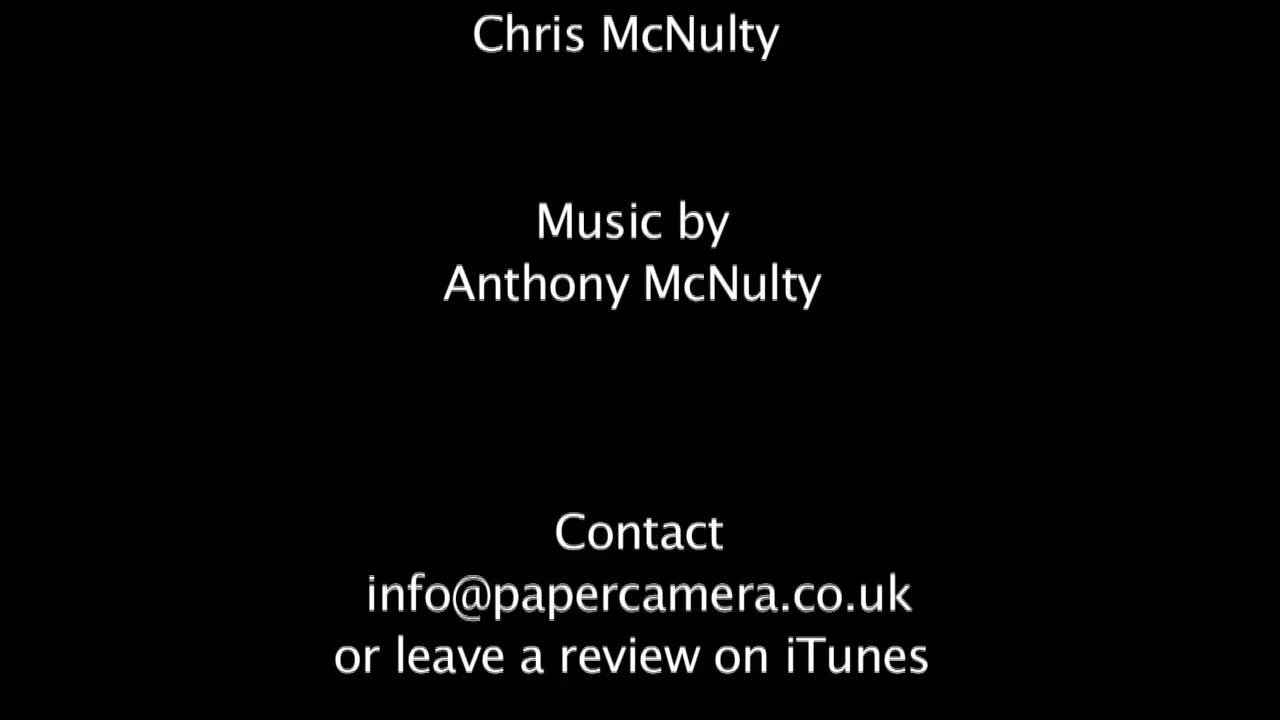 Chris McNulty
Music by
Anthony McNulty
Contact
info@papercamera.co.uk
or leave a review on iTunes